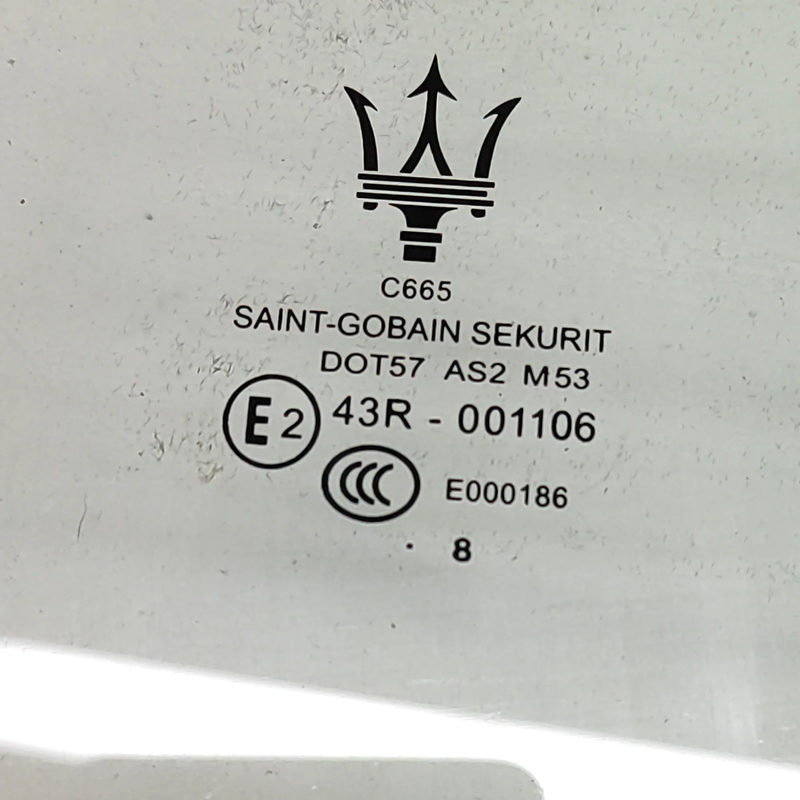 C665
SAINT-GOBAIN SEKURIT
DOT57 AS2 M53
E2 43R - 001106
CCC E000186
. 8